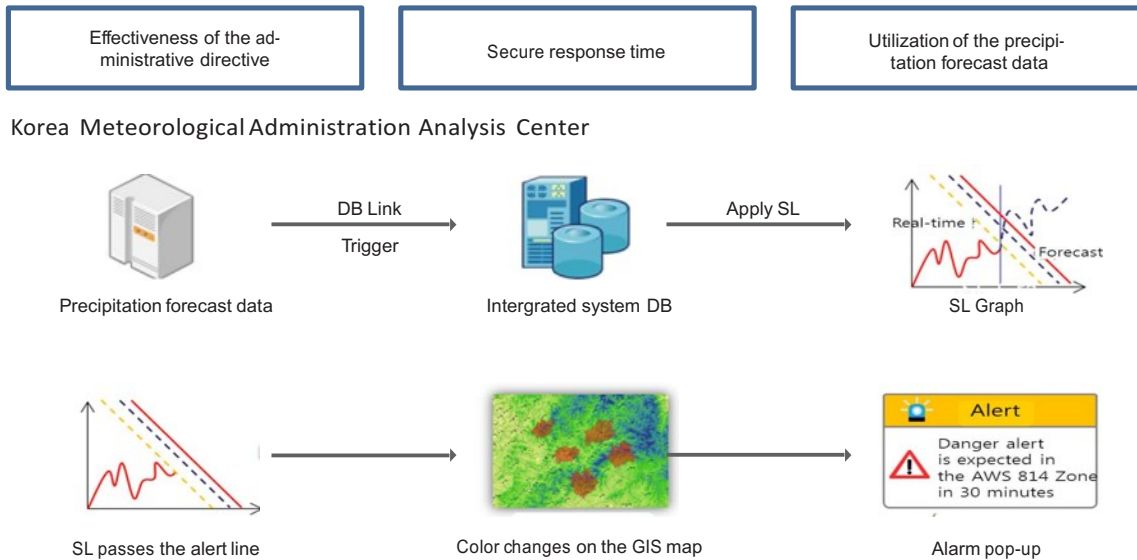 Effectiveness of the ad-
ministrative directive
Secure response time
Utilization of the precipi-
tation forecast data
Korea Meteorological Administration Analysis Center
DB Link
Trigger
Apply SL
Real-time
Forecast
Precipitation forecast data
Intergrated system DB
SL Graph
Alert
Danger alert
is expected in
the AWS 814 Zone
in 30 minutes
SL passes the alert line
Color changes on the GIS map
Alarm pop-up